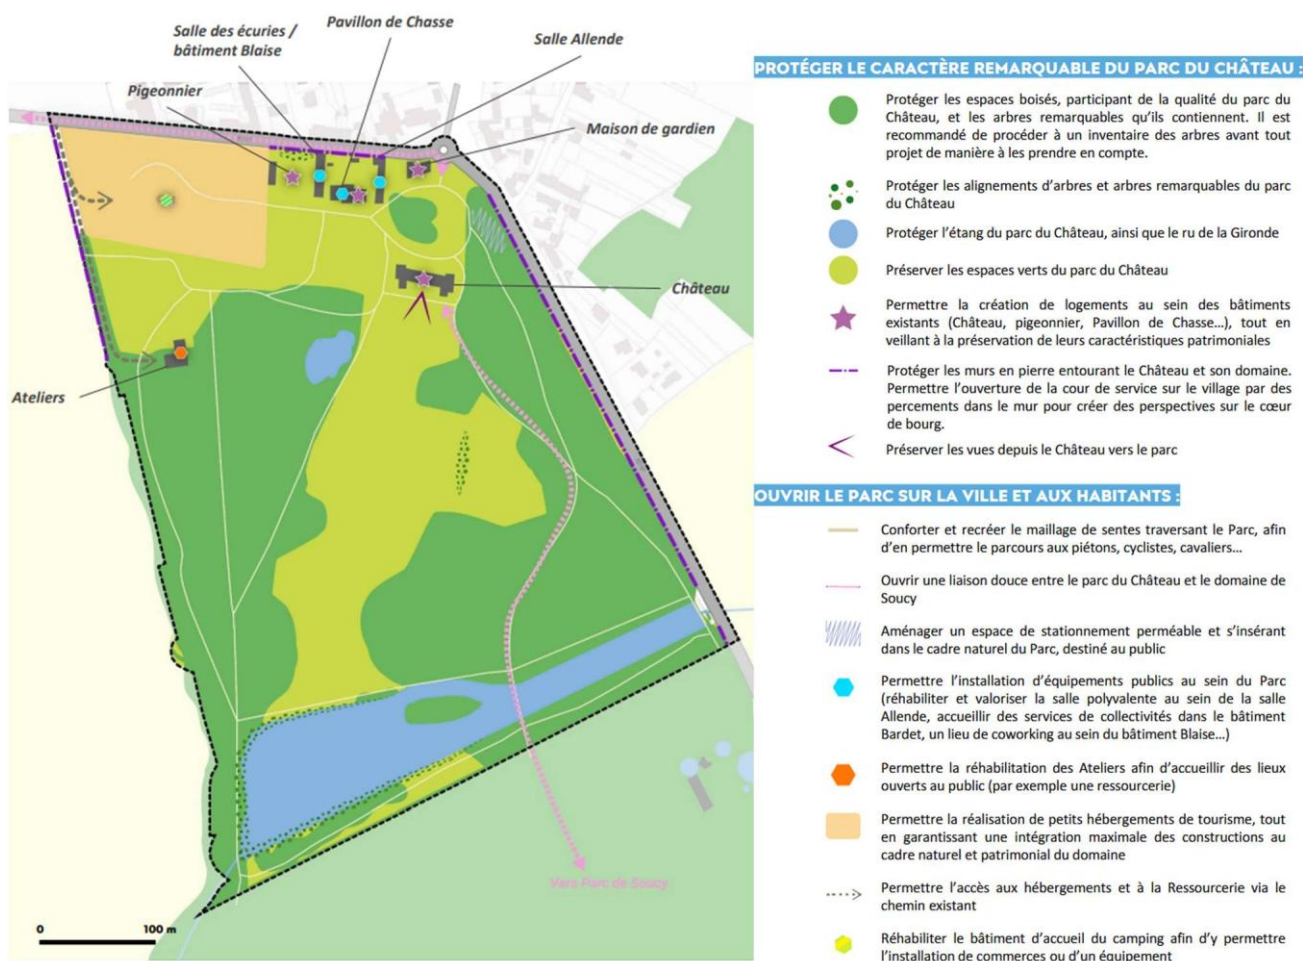 Salle des écuries /
bâtiment Blaise
Pavillon de Chasse
Salle Allende
Pigeonnier
Maison de gardien
Château
Ateliers
Vers Parc de Soucy
0 100 m
PROTÉGER LE CARACTÈRE REMARQUABLE DU PARC DU CHÂTEAU :
Protéger les espaces boisés, participant de la qualité du parc du
Château, et les arbres remarquables qu’ils contiennent. Il est
recommandé de procéder à un inventaire des arbres avant tout
projet de manière à les prendre en compte.
Protéger les alignements d’arbres et arbres remarquables du parc
du Château
Protéger l’étang du parc du Château, ainsi que le ru de la Gironde
Préserver les espaces verts du parc du Château
Permettre la création de logements au sein des bâtiments
existants (Château, pigeonnier, Pavillon de Chasse…), tout en
veillant à la préservation de leurs caractéristiques patrimoniales
Protéger les murs en pierre entourant le Château et son domaine.
Permettre l’ouverture de la cour de service sur le village par des
percements dans le mur pour créer des perspectives sur le cœur
de bourg.
Préserver les vues depuis le Château vers le parc
OUVRIR LE PARC SUR LA VILLE ET AUX HABITANTS :
Conforter et recréer le maillage de sentes traversant le Parc, afin
d’en permettre le parcours aux piétons, cyclistes, cavaliers…
Ouvrir une liaison douce entre le parc du Château et le domaine de
Soucy
Aménager un espace de stationnement perméable et s’insérant
dans le cadre naturel du Parc, destiné au public
Permettre l’installation d’équipements publics au sein du Parc
(réhabiliter et valoriser la salle polyvalente au sein de la salle
Allende, accueillir des services de collectivités dans le bâtiment
Bardet, un lieu de coworking au sein du bâtiment Blaise…)
Permettre la réhabilitation des Ateliers afin d’accueillir des lieux
ouverts au public (par exemple une ressourcerie)
Permettre la réalisation de petits hébergements de tourisme, tout
en garantissant une intégration maximale des constructions au
cadre naturel et patrimonial du domaine
Permettre l’accès aux hébergements et à la Ressourcerie via le
chemin existant
Réhabiliter le bâtiment d’accueil du camping afin d’y permettre
l’installation de commerces ou d’un équipement